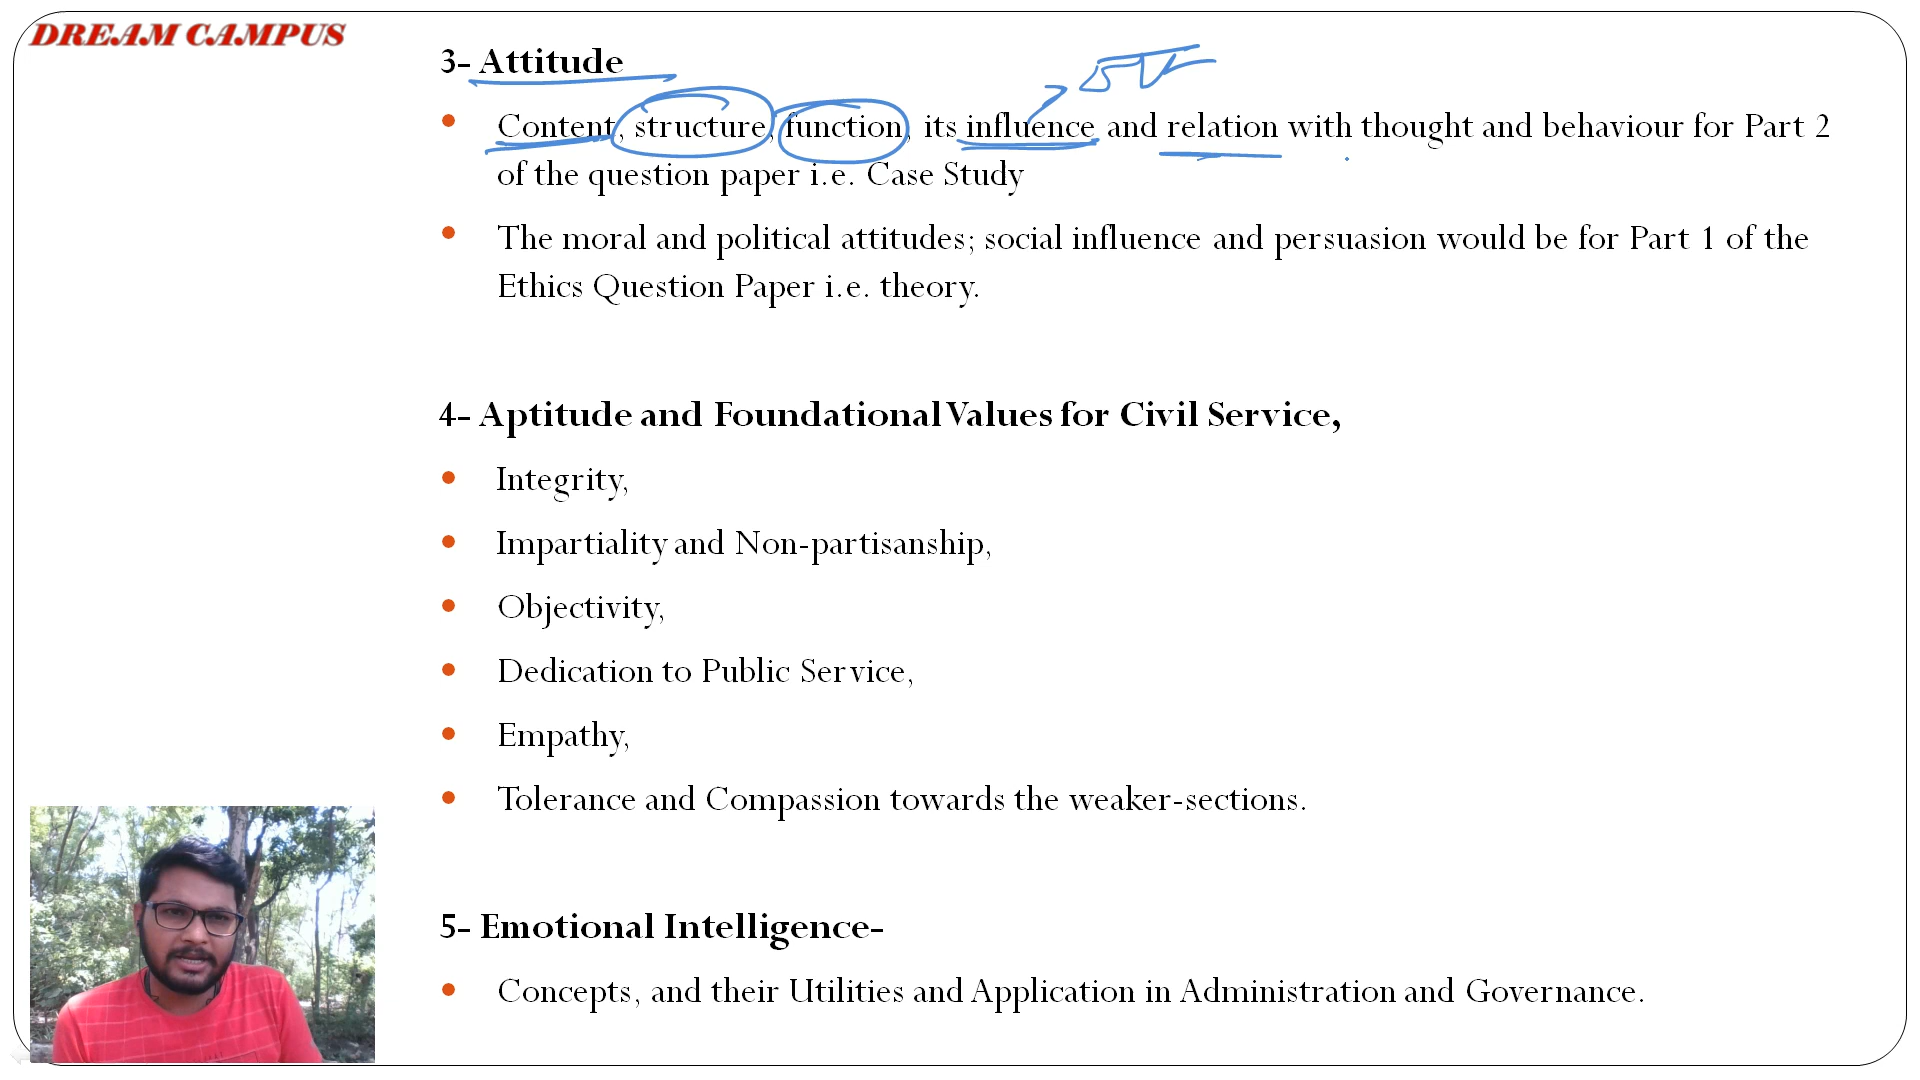 DREAM CAMPUS
3- Attitude
Content, structure, function, its influence and relation with thought and behaviour for Part 2
of the question paper i.e. Case Study
The moral and political attitudes; social influence and persuasion would be for Part 1 of the
Ethics Question Paper i.e. theory.
4- Aptitude and Foundational Values for Civil Service,
Integrity,
Impartiality and Non-partisanship,
Objectivity,
Dedication to Public Service,
Empathy,
Tolerance and Compassion towards the weaker-sections.
5- Emotional Intelligence-
Concepts, and their Utilities and Application in Administration and Governance.